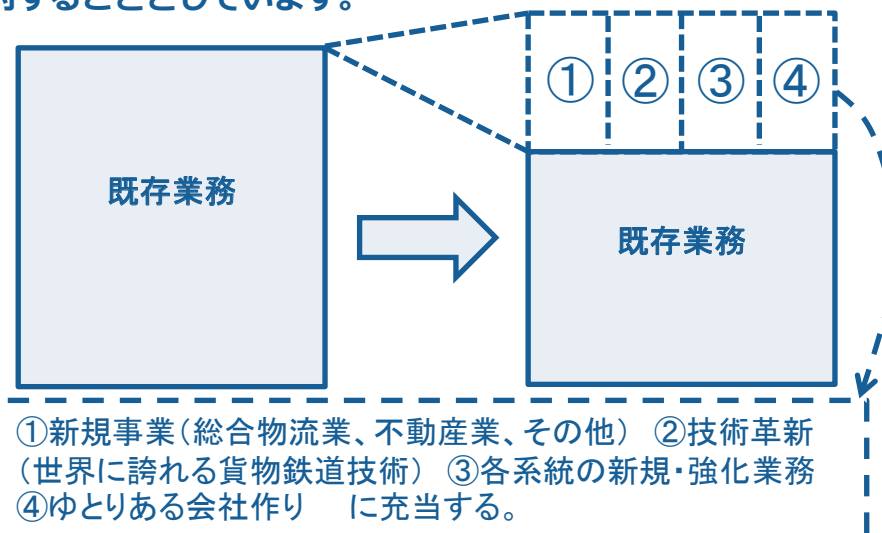 するとととしています。
① ② ③ ④
既存業務
既存業務
①新規事業(総合物流業、不動産業、その他) ②技術革新
(世界に誇れる貨物鉄道技術) ③各系統の新規・強化業務
④ゆとりある会社作り に充当する。